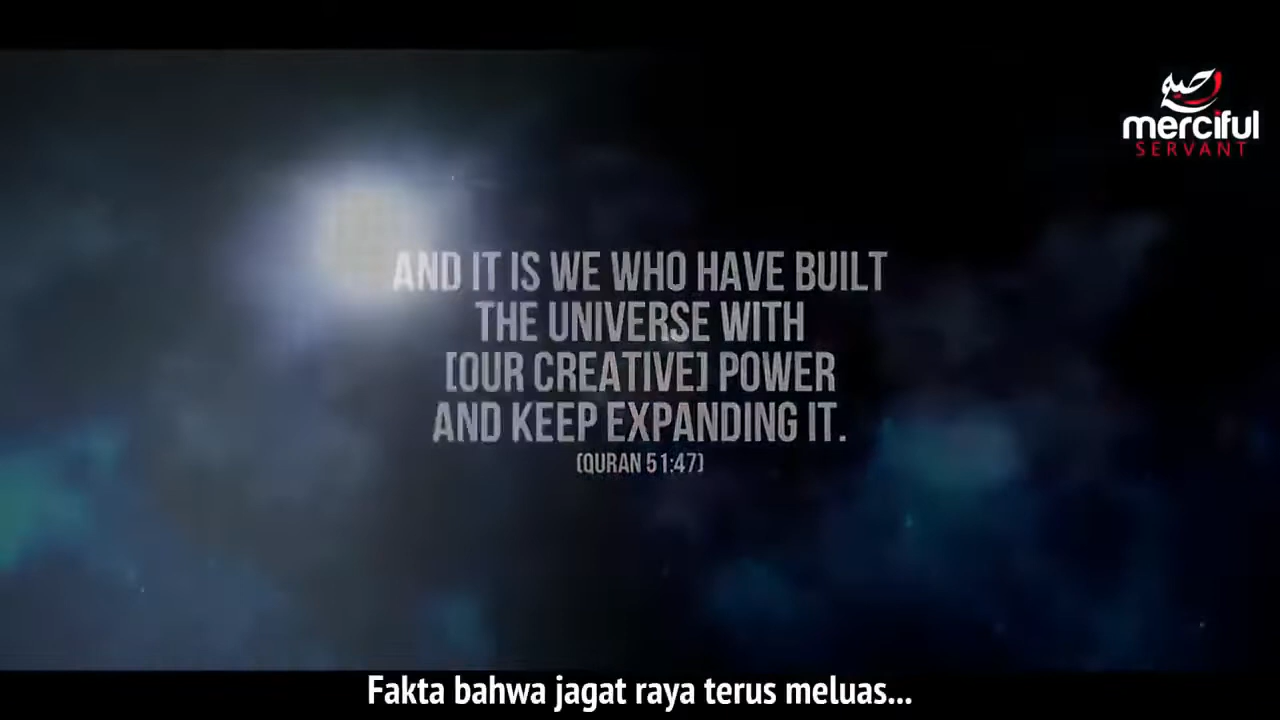 رحيم
merciful
SERVANT
AND IT IS WE WHO HAVE BUILT
THE UNIVERSE WITH
[OUR CREATIVE] POWER
AND KEEP EXPANDING IT.
(QURAN 51:47)
Fakta bahwa jagat raya terus meluas...